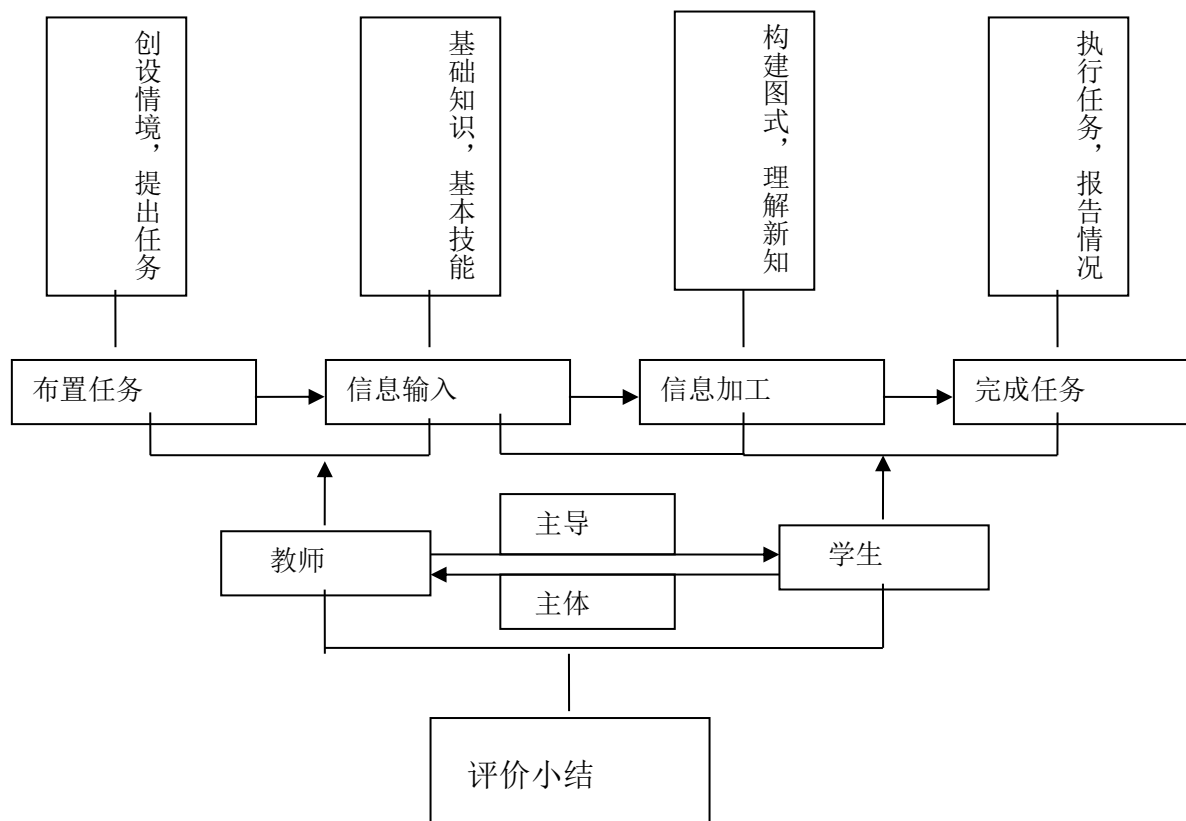 创设情境，提出任务
基础知识，基本技能
构建图式，理解新知
执行任务，报告情况
布置任务
信息输入
信息加工
完成任务
主导
教师
学生
主体
评价小结